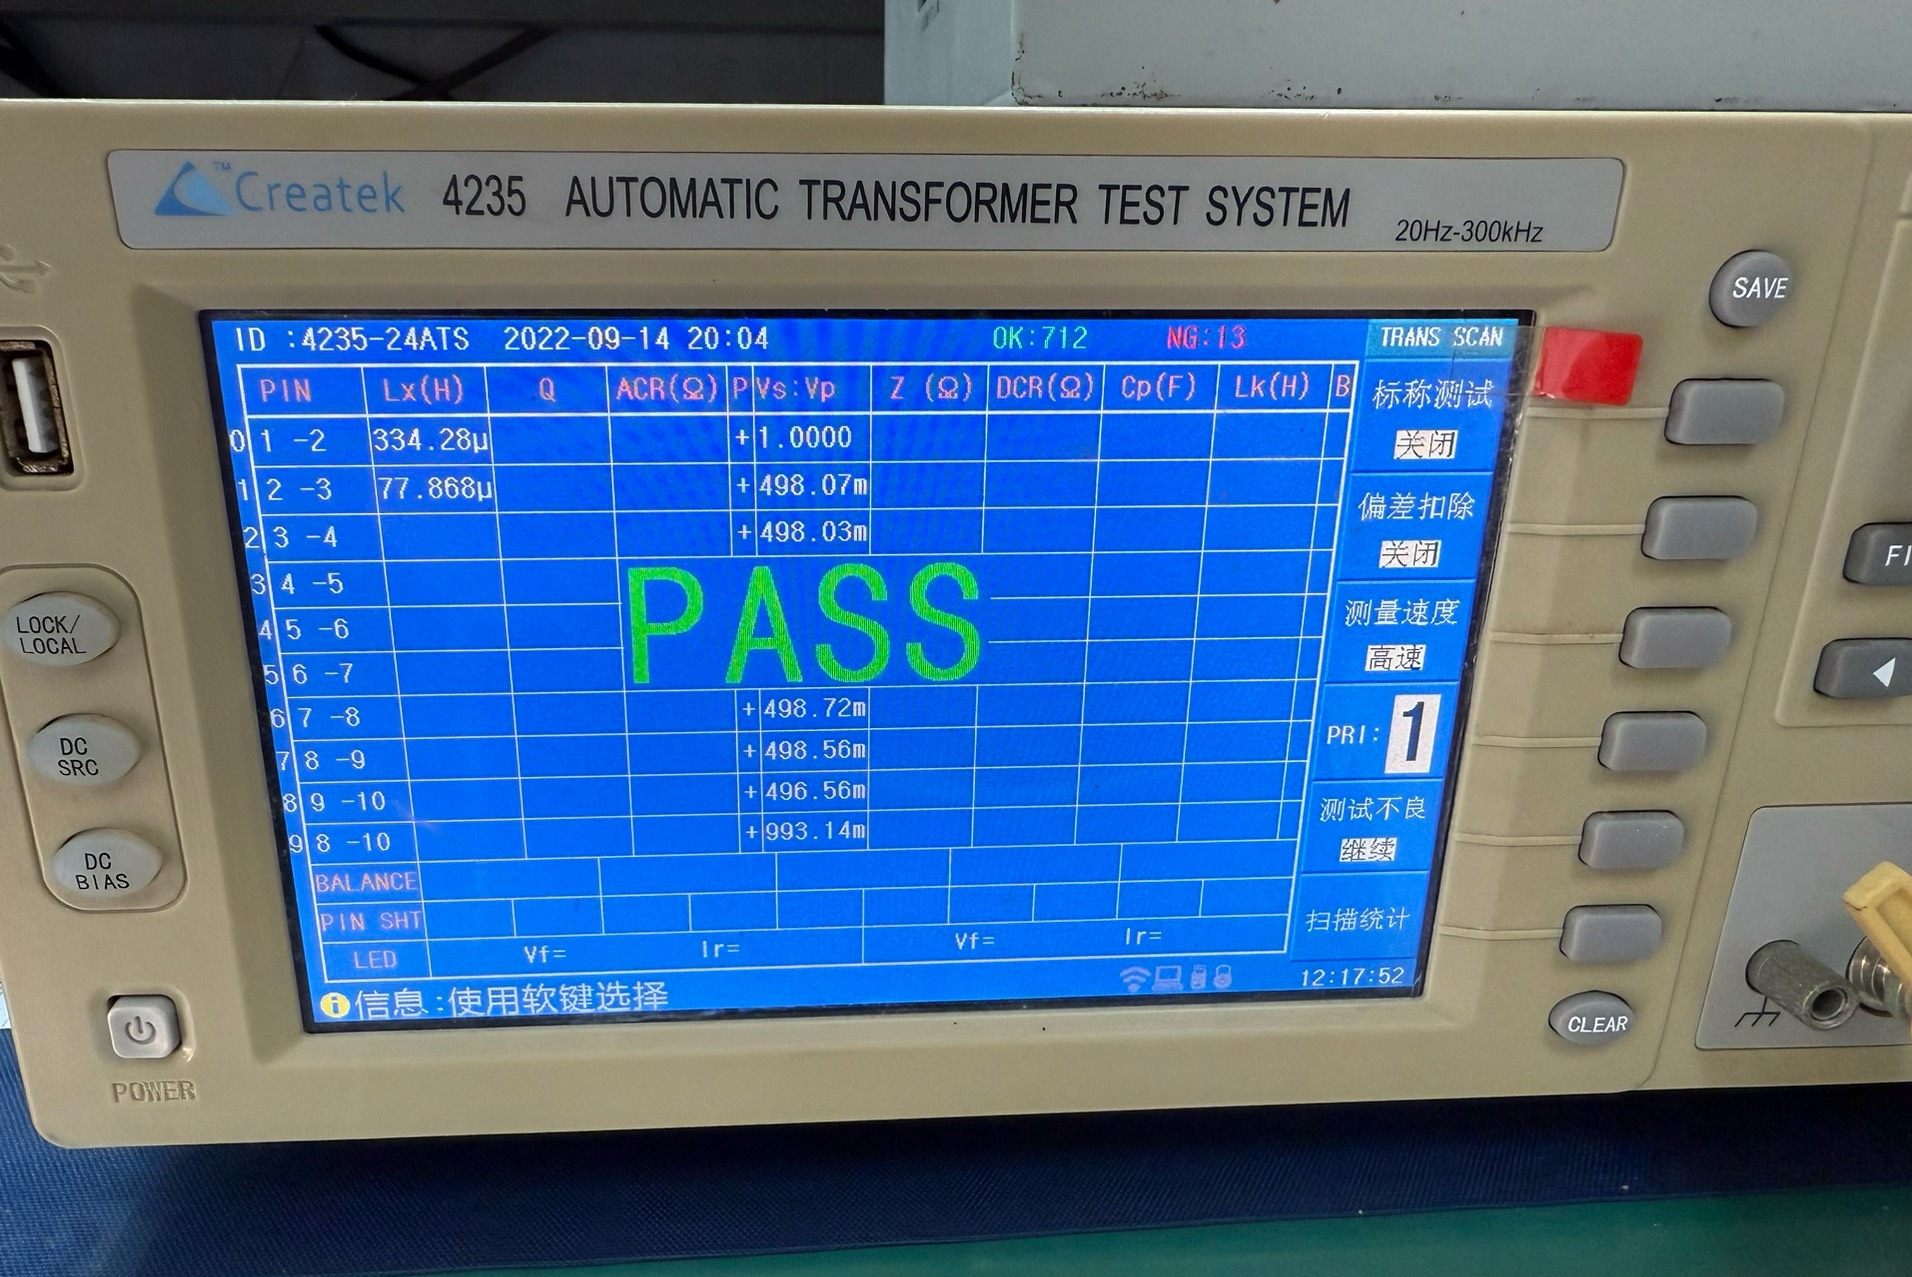 ™Createk 4235 AUTOMATIC TRANSFORMER TEST SYSTEM 20Hz-300kHz
SAVE
ID :4235-24ATS 2022-09-14 20:04 OK:712 NG:13 TRANS SCAN
PIN Lx(H) Q ACR(Ω) P Vs:Vp Z (Ω) DCR(Ω) Cp(F) Lk(H) B
标称测试
关闭
0 1 -2 334.28μ + 1.0000
1 2 -3 77.868μ + 498.07m
偏差扣除
2 3 -4 + 498.03m
关闭
3 4 -5
PASS
测量速度
4 5 -6
高速
5 6 -7
6 7 -8 + 498.72m
PRI: 1
7 8 -9 + 498.56m
8 9 -10 + 496.56m
测试不良
9 8 -10 + 993.14m
继续
BALANCE
PIN SHT
扫描统计
LED Vf= Ir= Vf= Ir=
信息:使用软键选择
12:17:52
LOCK/
LOCAL
DC
SRC
DC
BIAS
POWER
CLEAR